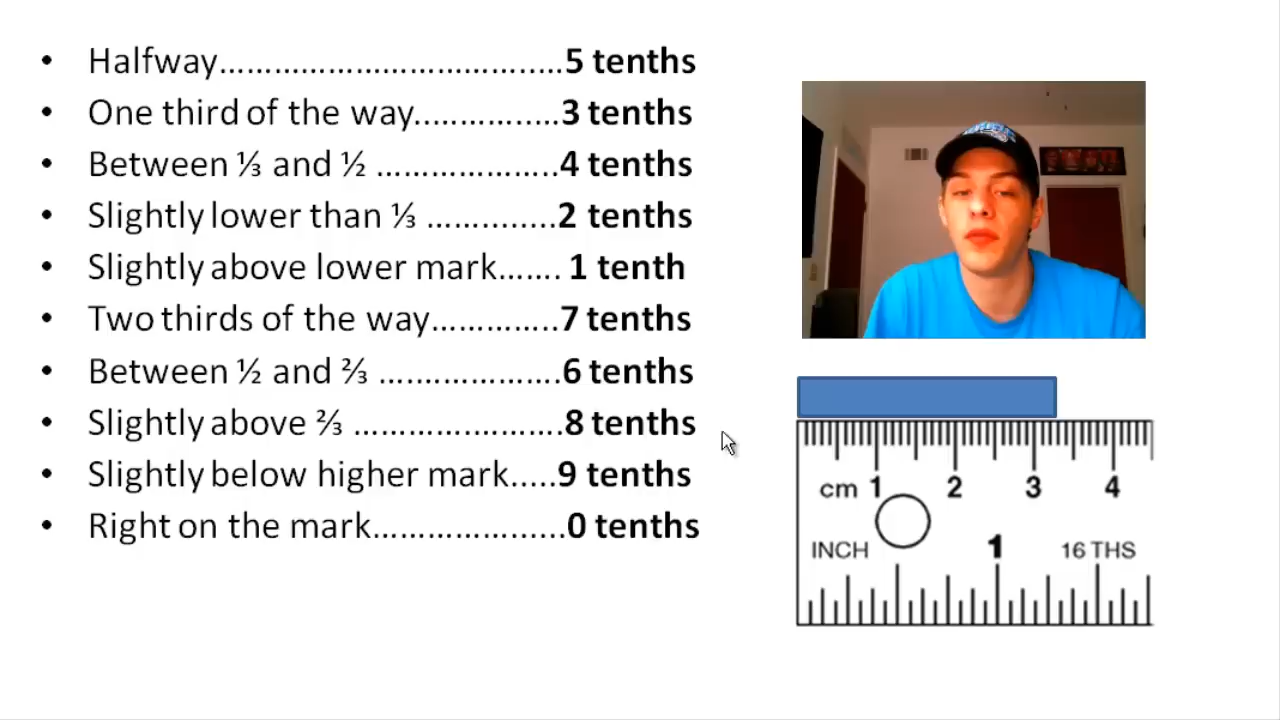 • Halfway……………………………….…5 tenths
• One third of the way……………..3 tenths
• Between ⅓ and ½ ………………..4 tenths
• Slightly lower than ⅓ …………..2 tenths
• Slightly above lower mark……. 1 tenth
• Two thirds of the way…………..7 tenths
• Between ½ and ⅔ ………………….6 tenths
• Slightly above ⅔ …………………..8 tenths
• Slightly below higher mark…..9 tenths
• Right on the mark…………………0 tenths
cm 1 2 3 4
INCH 1 16 THS